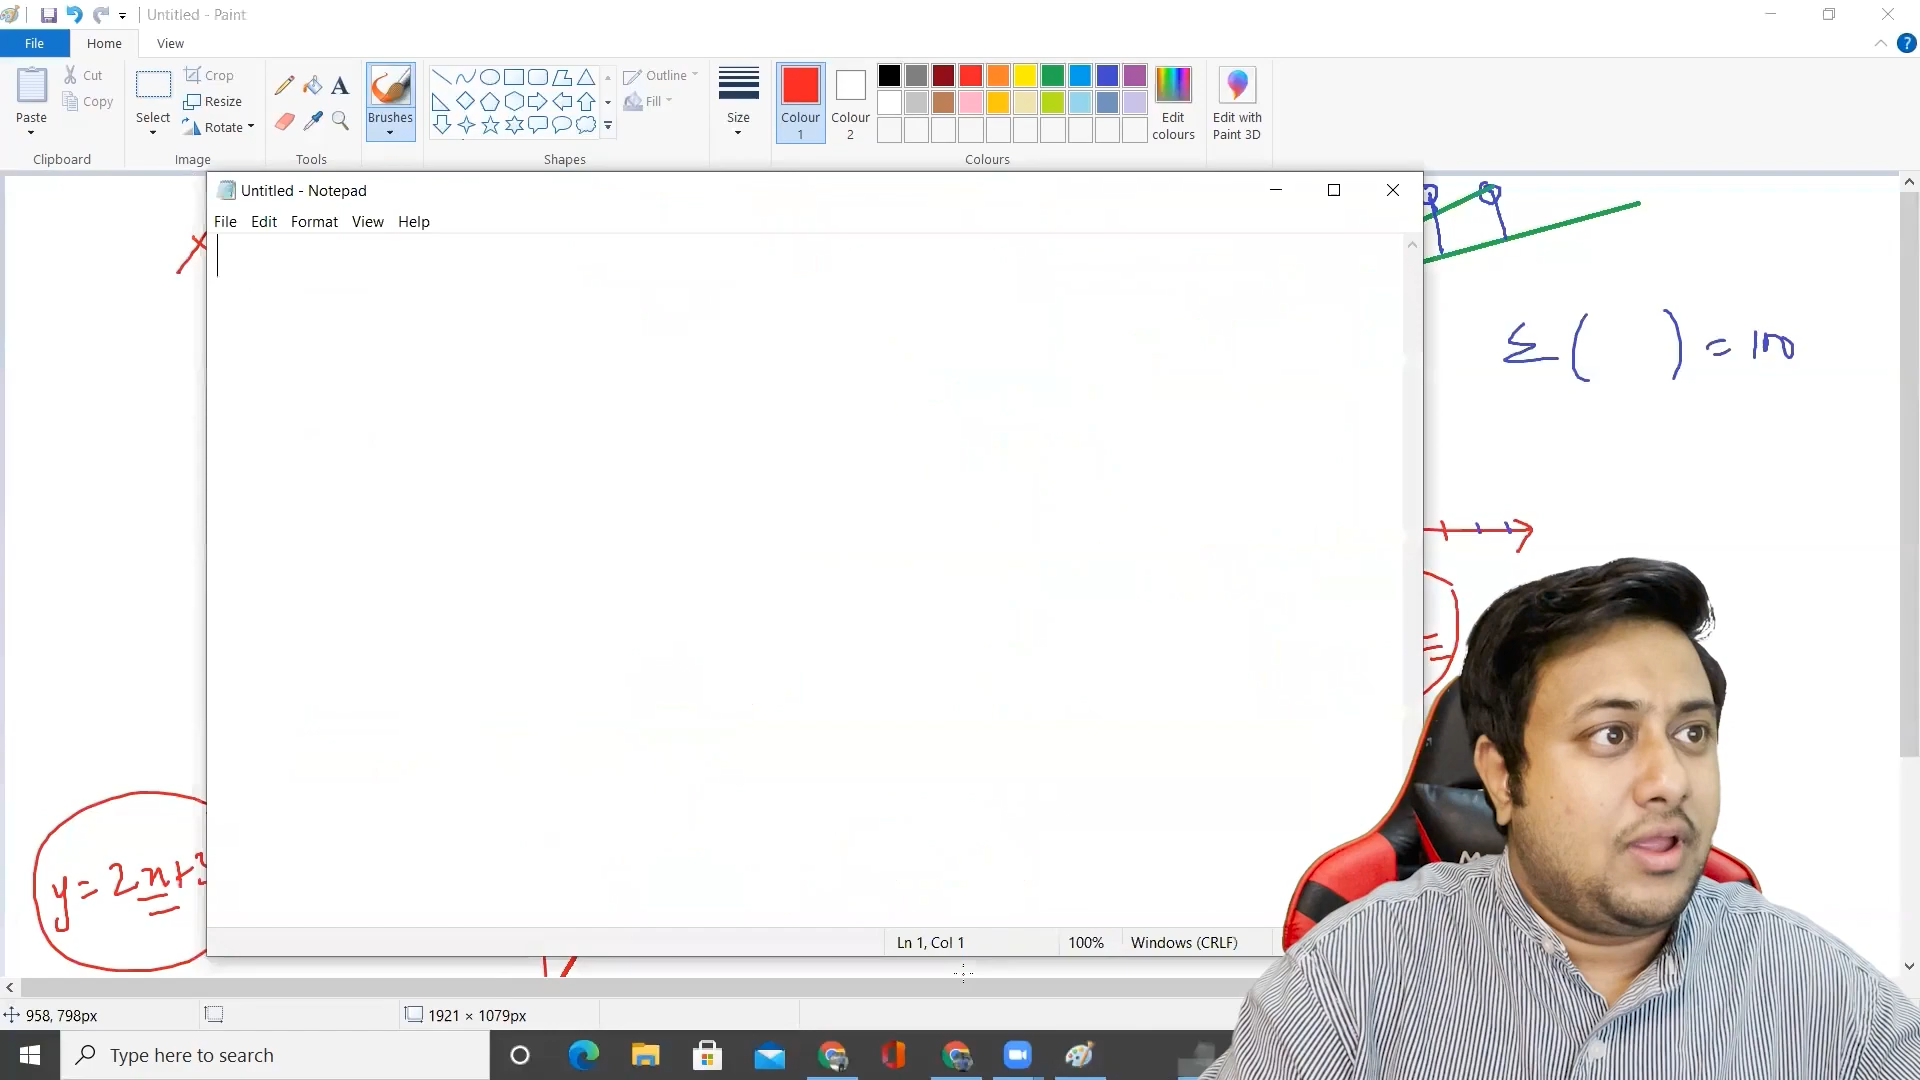 Untitled - Paint
File Home View
Paste
Cut
Copy
Clipboard
Select
Crop
Resize
Rotate
Image
Tools
Brushes
Shapes
Outline
Fill
Size
Colour 1
Colour 2
Edit colours
Edit with Paint 3D
Colours
Untitled - Notepad
File Edit Format View Help
Σ ( ) = 100
y = 2x+3
Ln 1, Col 1 100% Windows (CRLF)
958, 798px 1921 × 1079px
Type here to search